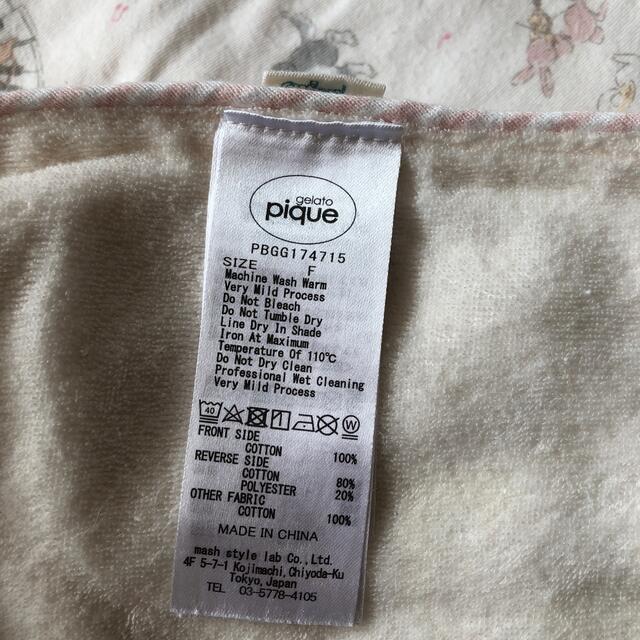 gelato
pique
PBGG174715
SIZE F
Machine Wash Warm
Very Mild Process
Do Not Bleach
Do Not Tumble Dry
Line Dry In Shade
Iron At Maximum
Temperature Of 110℃
Do Not Dry Clean
Professional Wet Cleaning
Very Mild Process
40 W
FRONT SIDE
COTTON 100%
REVERSE SIDE
COTTON 80%
POLYESTER 20%
OTHER FABRIC
COTTON 100%
MADE IN CHINA
mash style lab Co.,Ltd.
4F 5-7-1 Kojimachi,Chiyoda-Ku
Tokyo,Japan
TEL 03-5778-4105